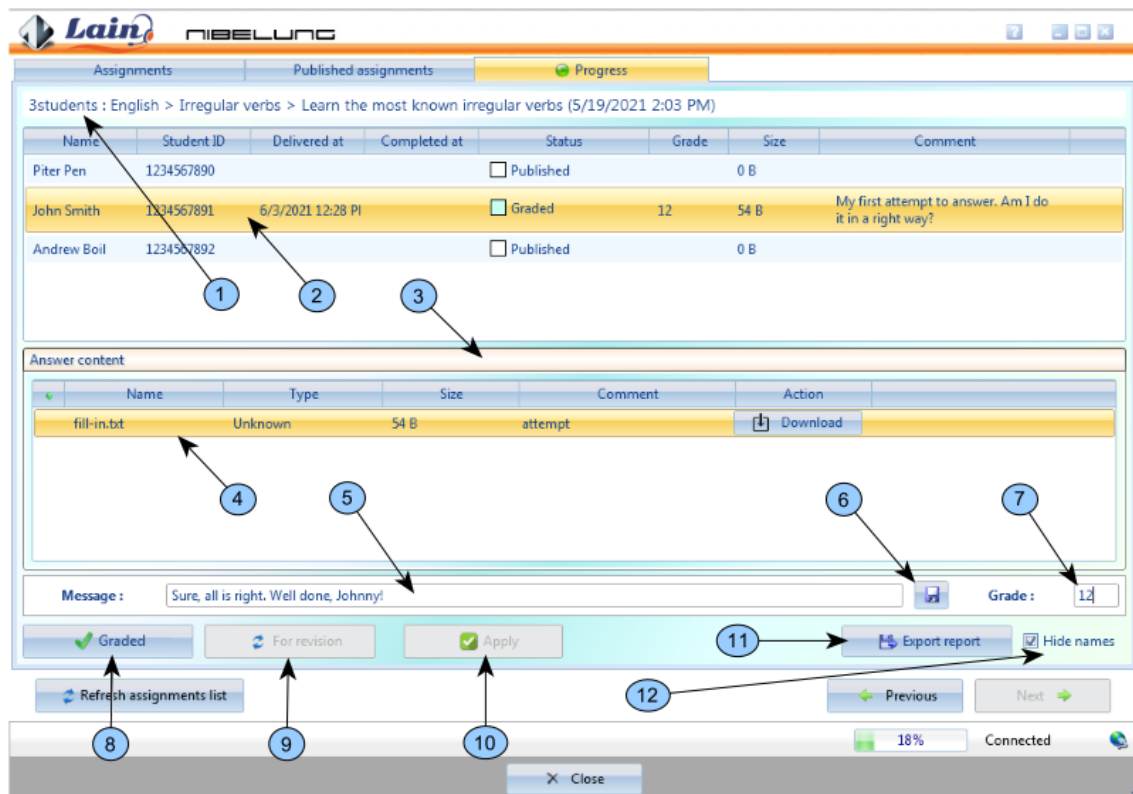 Lain NIBELUNG ?
Assignments Published assignments Progress
3students : English > Irregular verbs > Learn the most known irregular verbs (5/19/2021 2:03 PM)
Name Student ID Delivered at Completed at Status Grade Size Comment
Piter Pen 1234567890 Published 0 B
John Smith 1234567891 6/3/2021 12:28 PI Graded 12 54 B My first attempt to answer. Am I do
it in a right way?
Andrew Boil 1234567892 Published 0 B
1 2 3
Answer content
Name Type Size Comment Action
fill-in.txt Unknown 54 B attempt Download
4 5 6 7
Message : Sure, all is right. Well done, Johnny! Grade : 12
Graded For revision Apply 11 Export report Hide names
Refresh assignments list 12 Previous Next
8 9 10 18% Connected
X Close